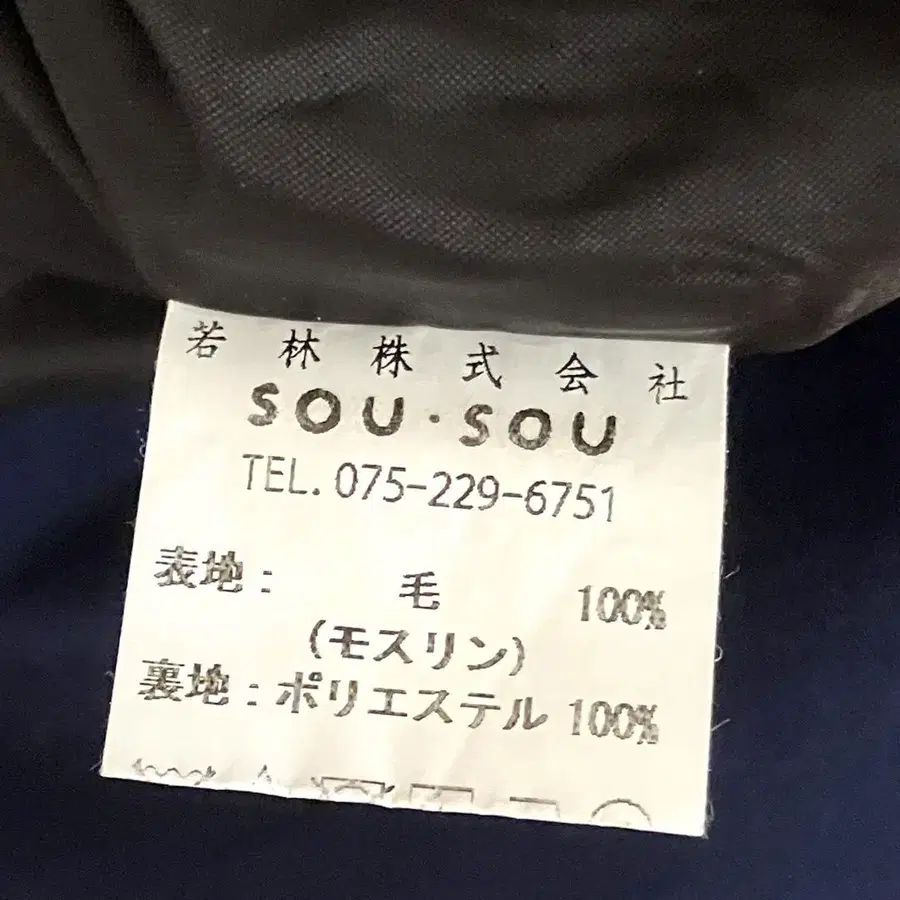 若林株式会社
SOU・SOU
TEL. 075-229-6751
表地： 毛 100%
(モスリン)
裏地：ポリエステル 100%